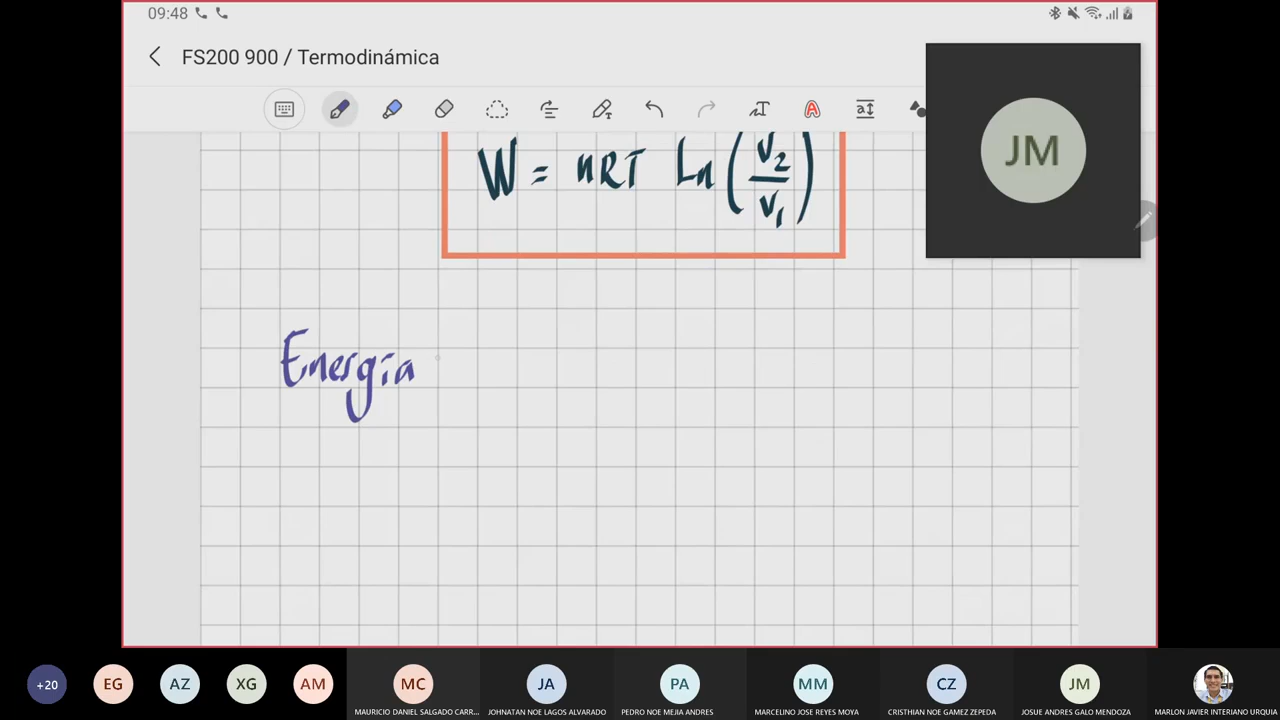 09:48
FS200 900 / Termodinámica
A
a
JM
W = nRT Ln (V2/V1)
Energía
+20
EG
AZ
XG
AM
MC
JA
PA
MM
CZ
JM
MAURICIO DANIEL SALGADO CARR...
JOHNATAN NOE LAGOS ALVARADO
PEDRO NOE MEJIA ANDRES
MARCELINO JOSE REYES MOYA
CRISTHIAN NOE GAMEZ ZEPEDA
JOSUE ANDRES GALO MENDOZA
MARLON JAVIER INTERIANO URQUIA